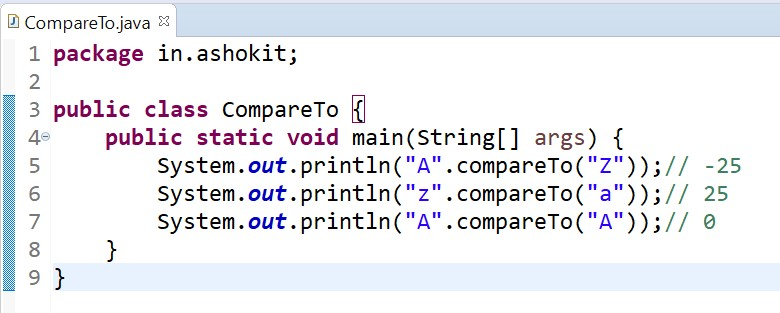 CompareTo.java
1 package in.ashokit;
2
3 public class CompareTo {
4     public static void main(String[] args) {
5         System.out.println("A".compareTo("Z"));// -25
6         System.out.println("z".compareTo("a"));// 25
7         System.out.println("A".compareTo("A"));// 0
8     }
9 }